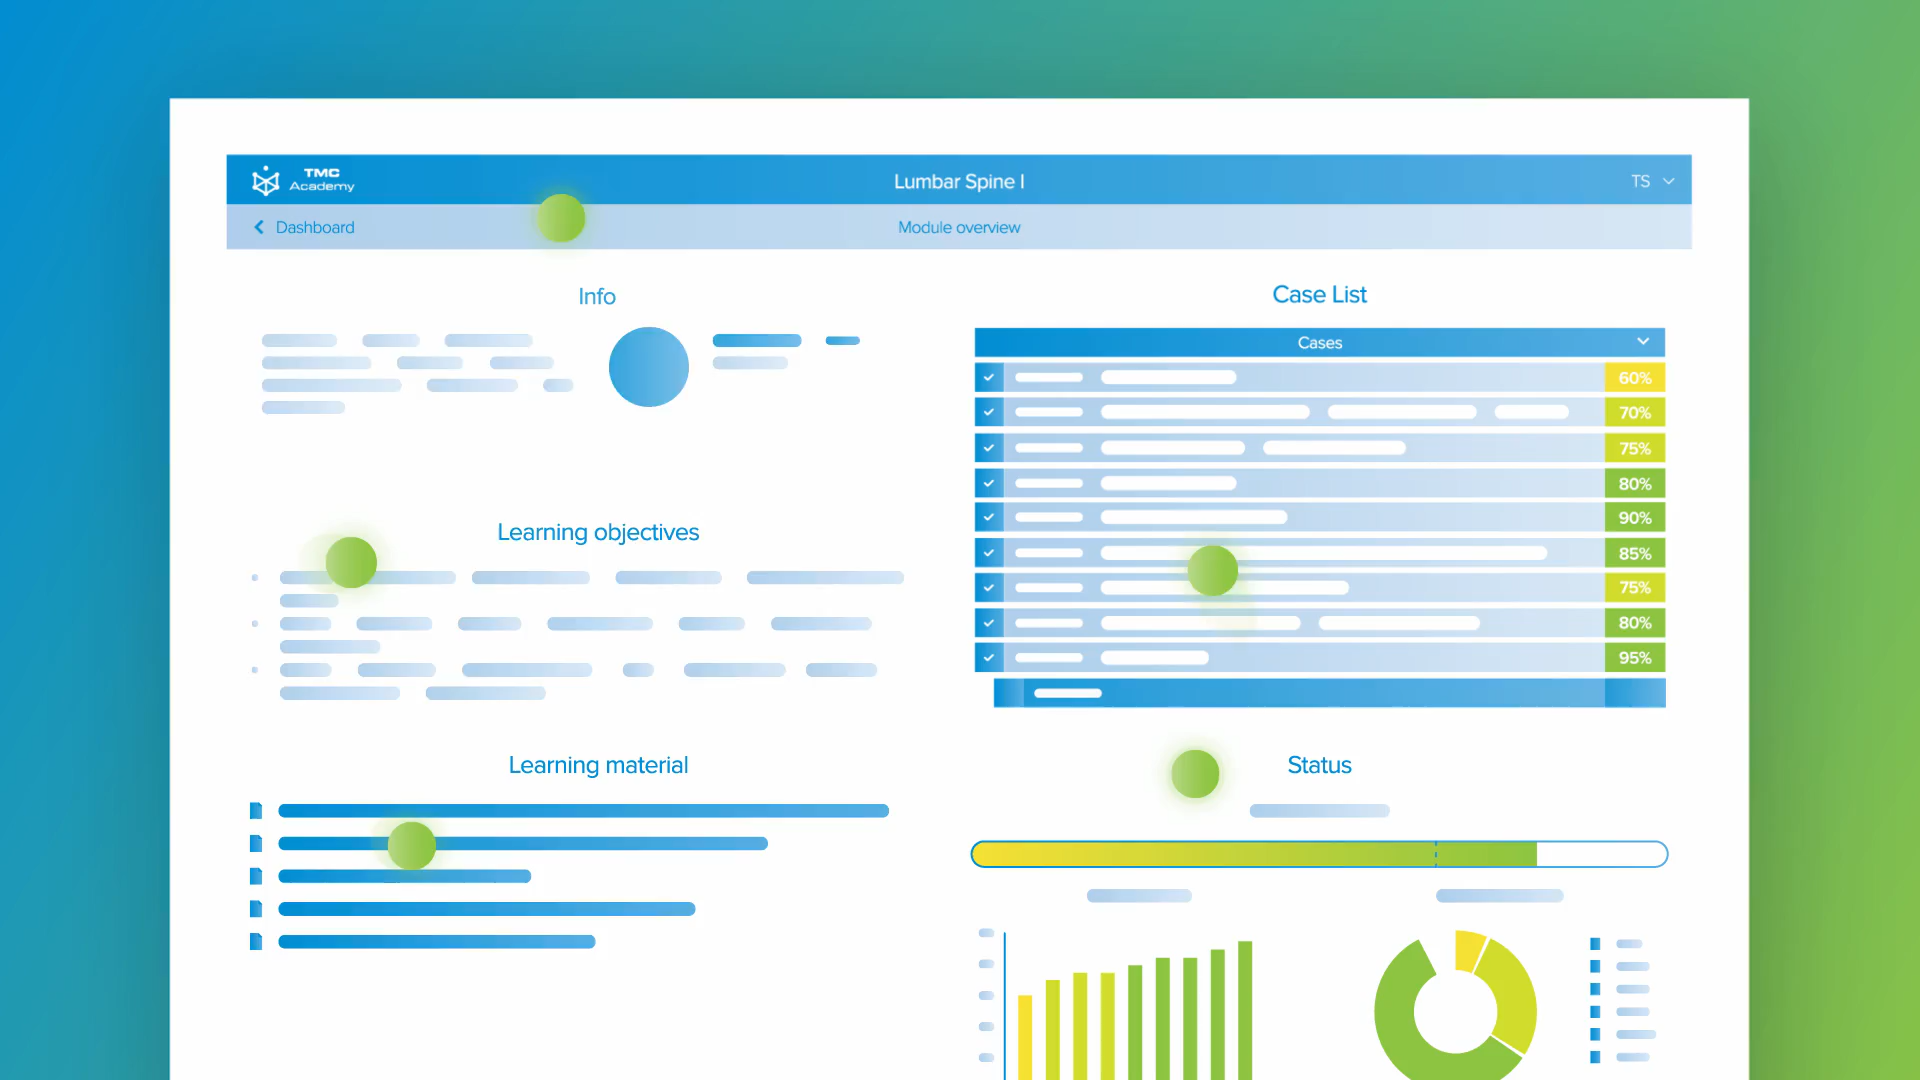 TMC
Academy
Lumbar Spine I
TS
Dashboard
Module overview
Info
Case List
Cases
60%
70%
75%
80%
90%
85%
75%
80%
95%
Learning objectives
Learning material
Status